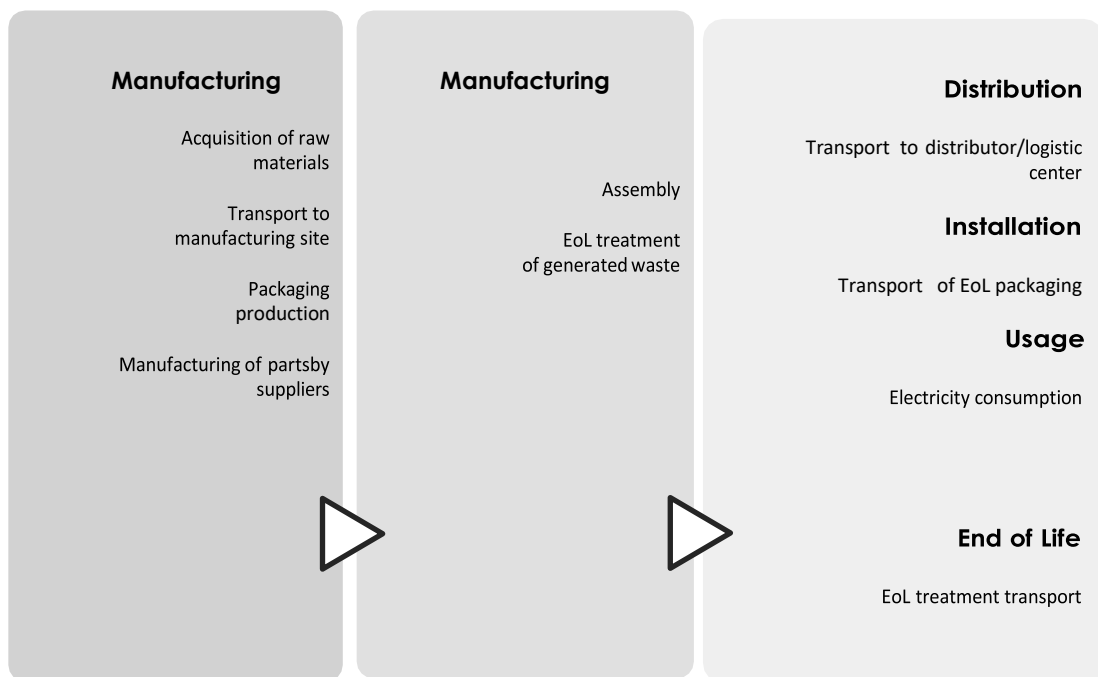 Manufacturing
Acquisition of raw
materials
Transport to
manufacturing site
Packaging
production
Manufacturing of partsby
suppliers
Manufacturing
Assembly
EoL treatment
of generated waste
Distribution
Transport to distributor/logistic
center
Installation
Transport of EoL packaging
Usage
Electricity consumption
End of Life
EoL treatment transport